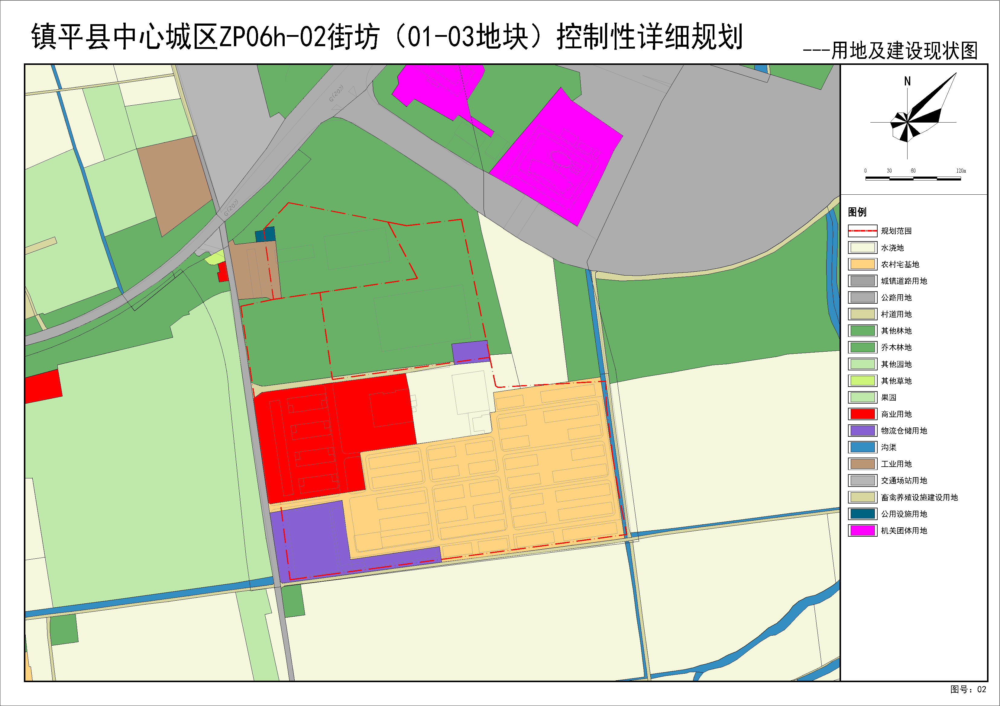 镇平县中心城区ZP06h-02街坊（01-03地块）控制性详细规划
---用地及建设现状图
N
0 30 60 120m
G(207)
G(207)
图例
规划范围
水浇地
农村宅基地
城镇道路用地
公路用地
村道用地
其他林地
乔木林地
其他园地
其他草地
果园
商业用地
物流仓储用地
沟渠
工业用地
交通场站用地
畜禽养殖设施建设用地
公用设施用地
机关团体用地
图号：02